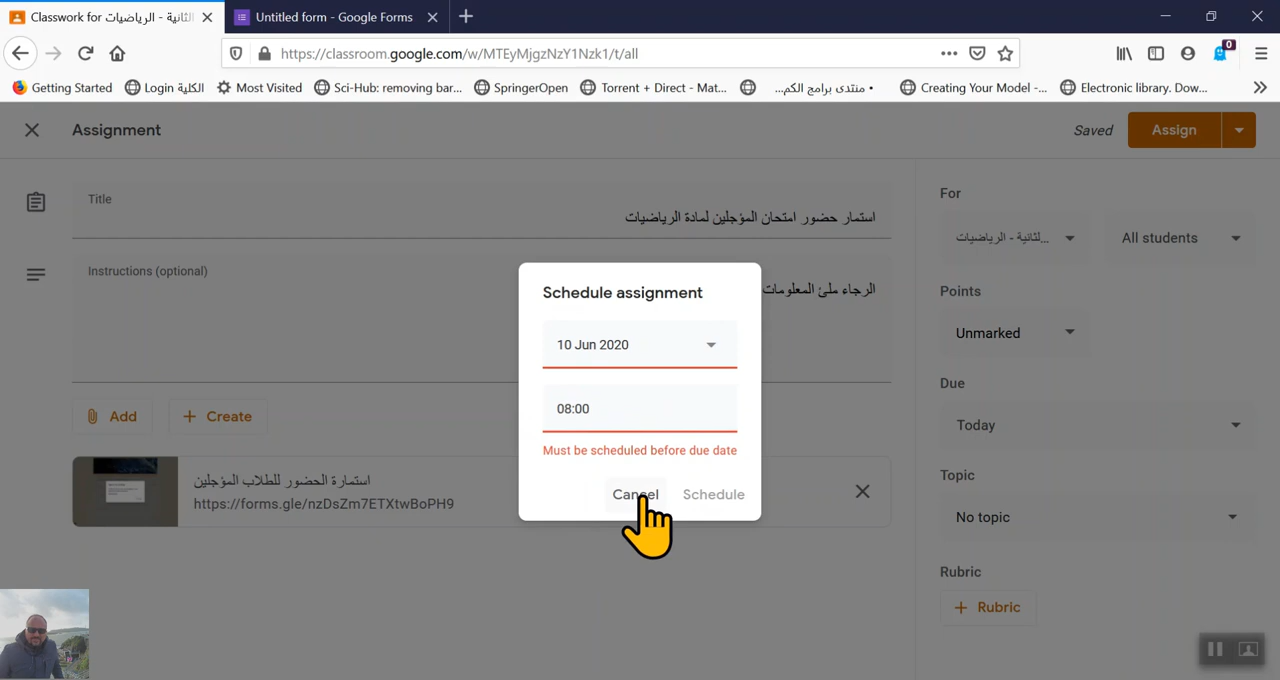 Classwork for الثانية - الرياضيات
Untitled form - Google Forms
https://classroom.google.com/w/MTEyMjgzNzY1Nzk1/t/all
0
Getting Started
Login الكلية
Most Visited
Sci-Hub: removing bar...
SpringerOpen
Torrent + Direct - Mat...
منتدى برامج الكم...
Creating Your Model -...
Electronic library. Dow...
Assignment
Saved
Assign
Title
استمار حضور امتحان المؤجلين لمادة الرياضيات
Instructions (optional)
الرجاء ملئ المعلومات
Add
Create
استمارة الحضور للطلاب المؤجلين
https://forms.gle/nzDsZm7ETXtwBoPH9
Schedule assignment
10 Jun 2020
08:00
Must be scheduled before due date
Cancel
Schedule
For
لثانية - الرياضيات...
All students
Points
Unmarked
Due
Today
Topic
No topic
Rubric
Rubric